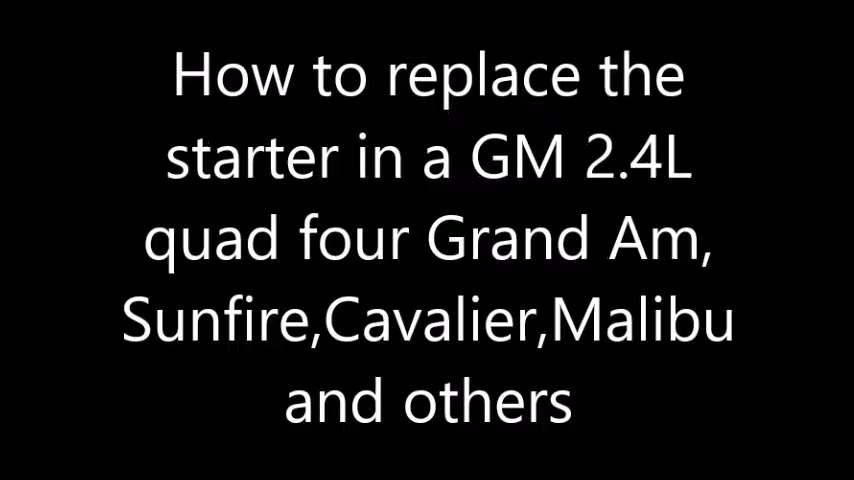 How to replace the
starter in a GM 2.4L
quad four Grand Am,
Sunfire,Cavalier,Malibu
and others